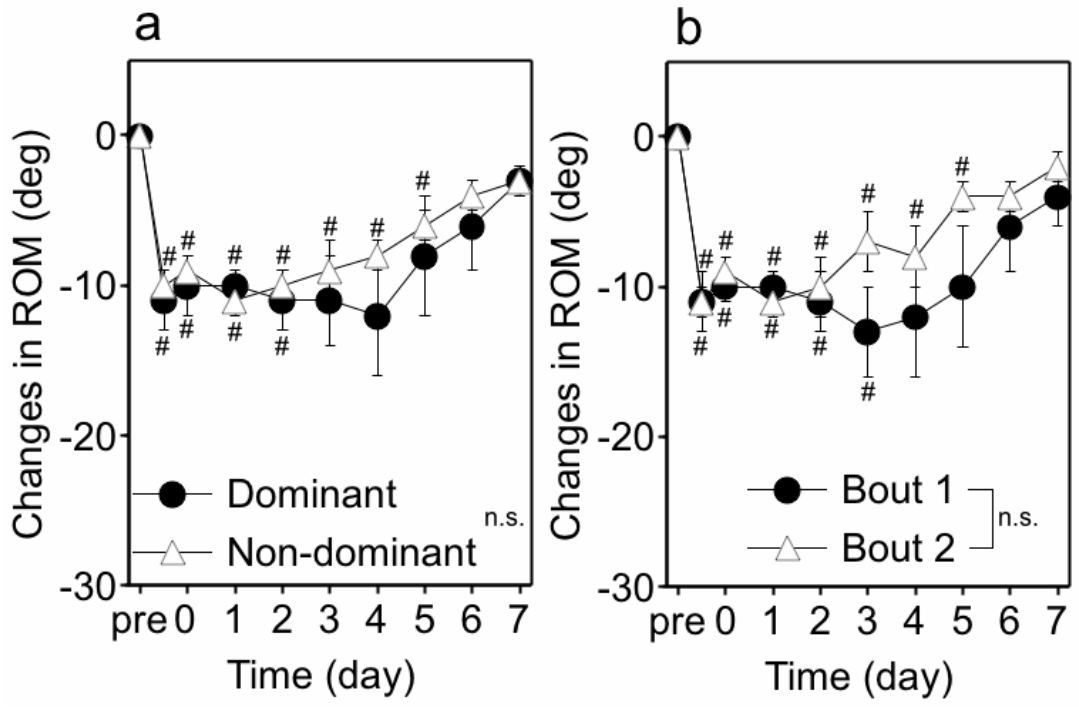 a
Changes in ROM (deg)
0
-10
-20
-30
# # # # # # #
# # # #
Dominant
Non-dominant
n.s.
pre 0 1 2 3 4 5 6 7
Time (day)
b
Changes in ROM (deg)
0
-10
-20
-30
# # # # # # #
# # # # #
Bout 1
Bout 2
n.s.
pre 0 1 2 3 4 5 6 7
Time (day)